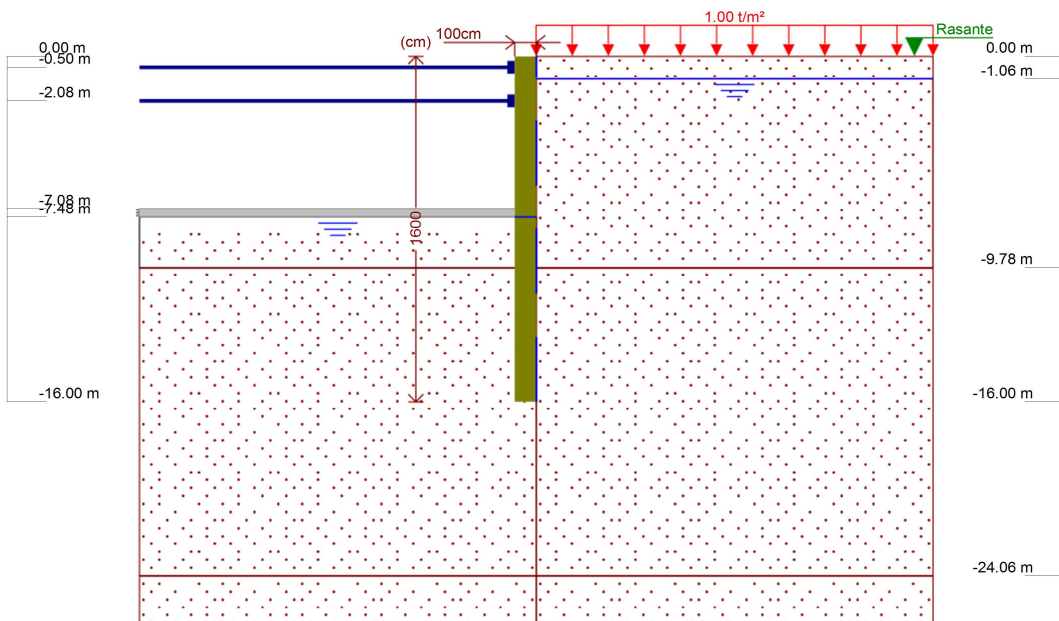 1.00 t/m²
Rasante
100cm
(cm)
0.00 m
-0.50 m
-2.08 m
-7.08 m
-7.48 m
-16.00 m
1600
0.00 m
-1.06 m
-9.78 m
-16.00 m
-24.06 m